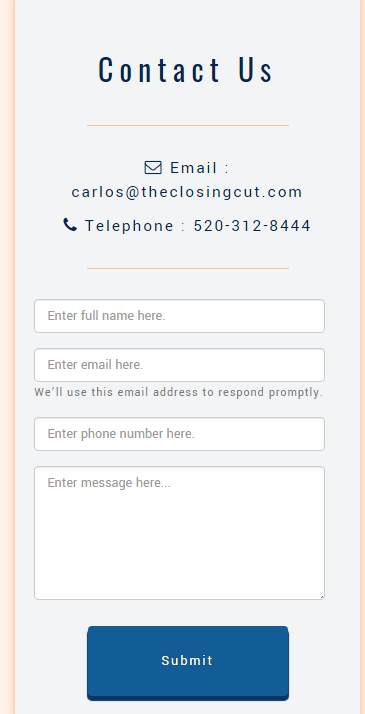 Contact Us
Email :
carlos@theclosingcut.com
Telephone : 520-312-8444
Enter full name here.
Enter email here.
We'll use this email address to respond promptly.
Enter phone number here.
Enter message here...
Submit